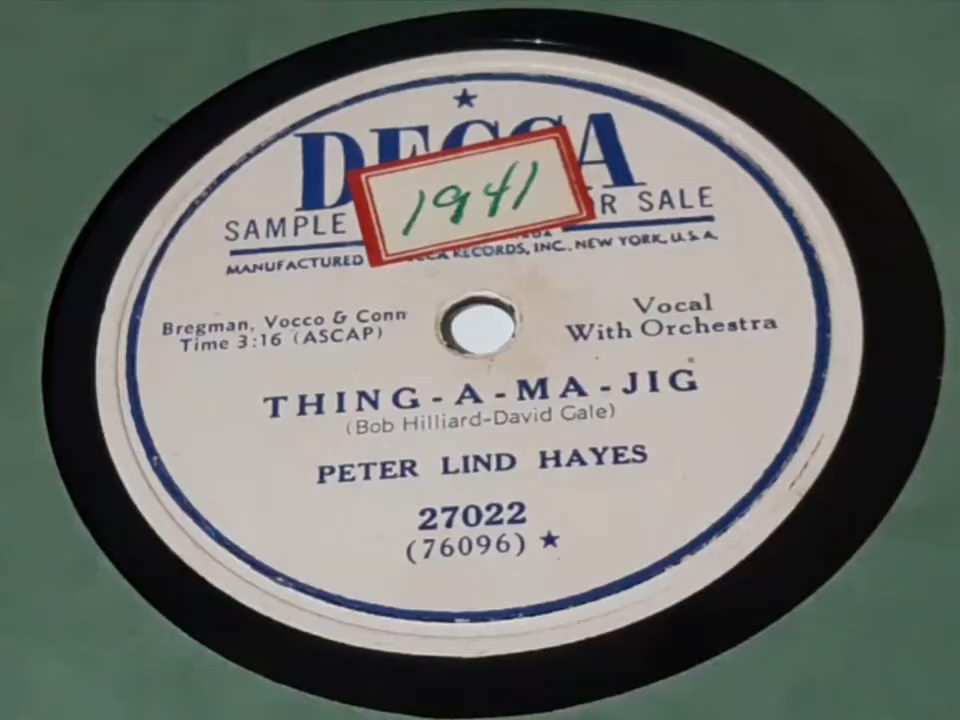 DECCA
1941
SAMPLE
R SALE
MANUFACTURED
CCA RECORDS, INC. NEW YORK, U.S.A.
Bregman, Vocco & Conn
Time 3:16 (ASCAP)
Vocal
With Orchestra
THING-A-MA-JIG
(Bob Hilliard-David Gale)
PETER LIND HAYES
27022
(76096) ★